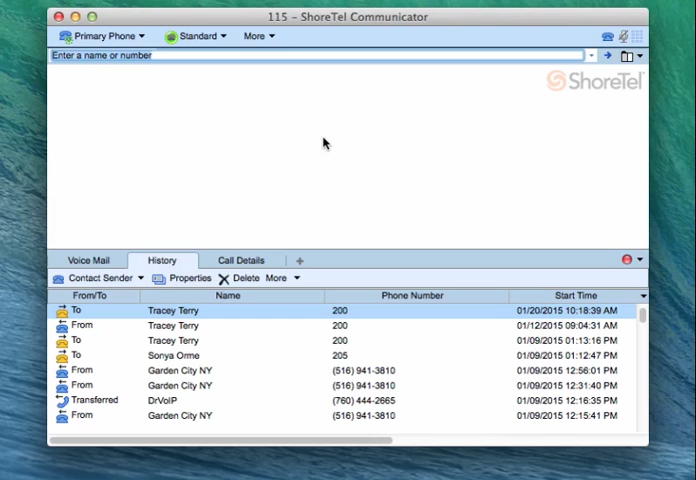 115 – ShoreTel Communicator
Primary Phone Standard More
Enter a name or number
ShoreTel
Voice Mail History Call Details +
Contact Sender Properties Delete More
From/To Name Phone Number Start Time
To Tracey Terry 200 01/20/2015 10:18:39 AM
From Tracey Terry 200 01/12/2015 09:04:31 AM
To Tracey Terry 200 01/09/2015 01:13:16 PM
To Sonya Orme 205 01/09/2015 01:12:47 PM
From Garden City NY (516) 941-3810 01/09/2015 12:56:01 PM
From Garden City NY (516) 941-3810 01/09/2015 12:31:40 PM
Transferred DrVoIP (760) 444-2665 01/09/2015 12:16:35 PM
From Garden City NY (516) 941-3810 01/09/2015 12:15:41 PM